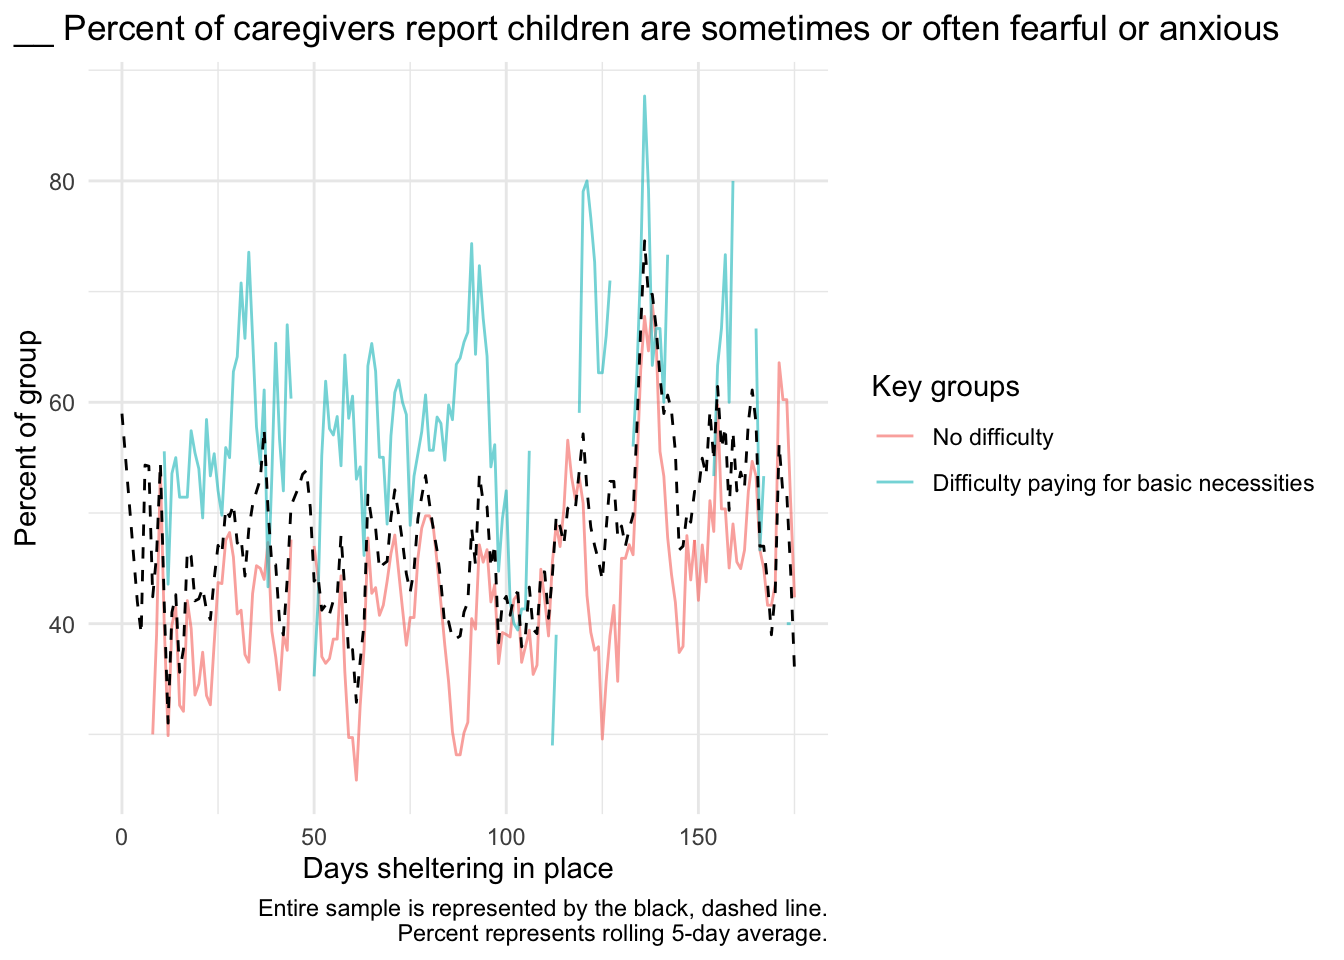 __ Percent of caregivers report children are sometimes or often fearful or anxious
80
60
40
Percent of group
0 50 100 150
Days sheltering in place
Key groups
No difficulty
Difficulty paying for basic necessities
Entire sample is represented by the black, dashed line.
Percent represents rolling 5-day average.